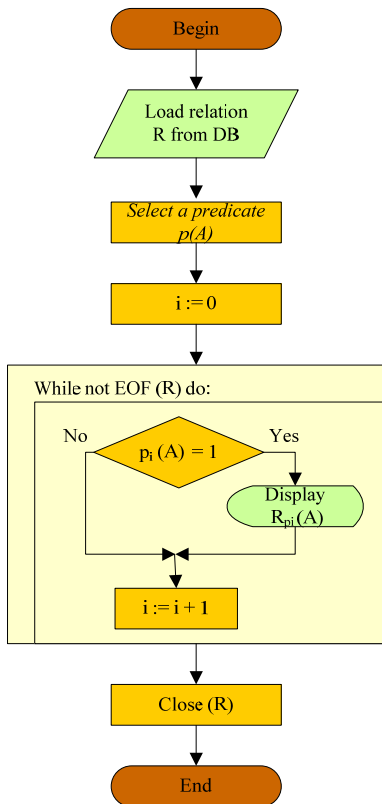 Begin
Load relation
R from DB
Select a predicate
p(A)
i := 0
While not EOF (R) do:
No
Yes
pi (A) = 1
Display
Rpi (A)
i := i + 1
Close (R)
End